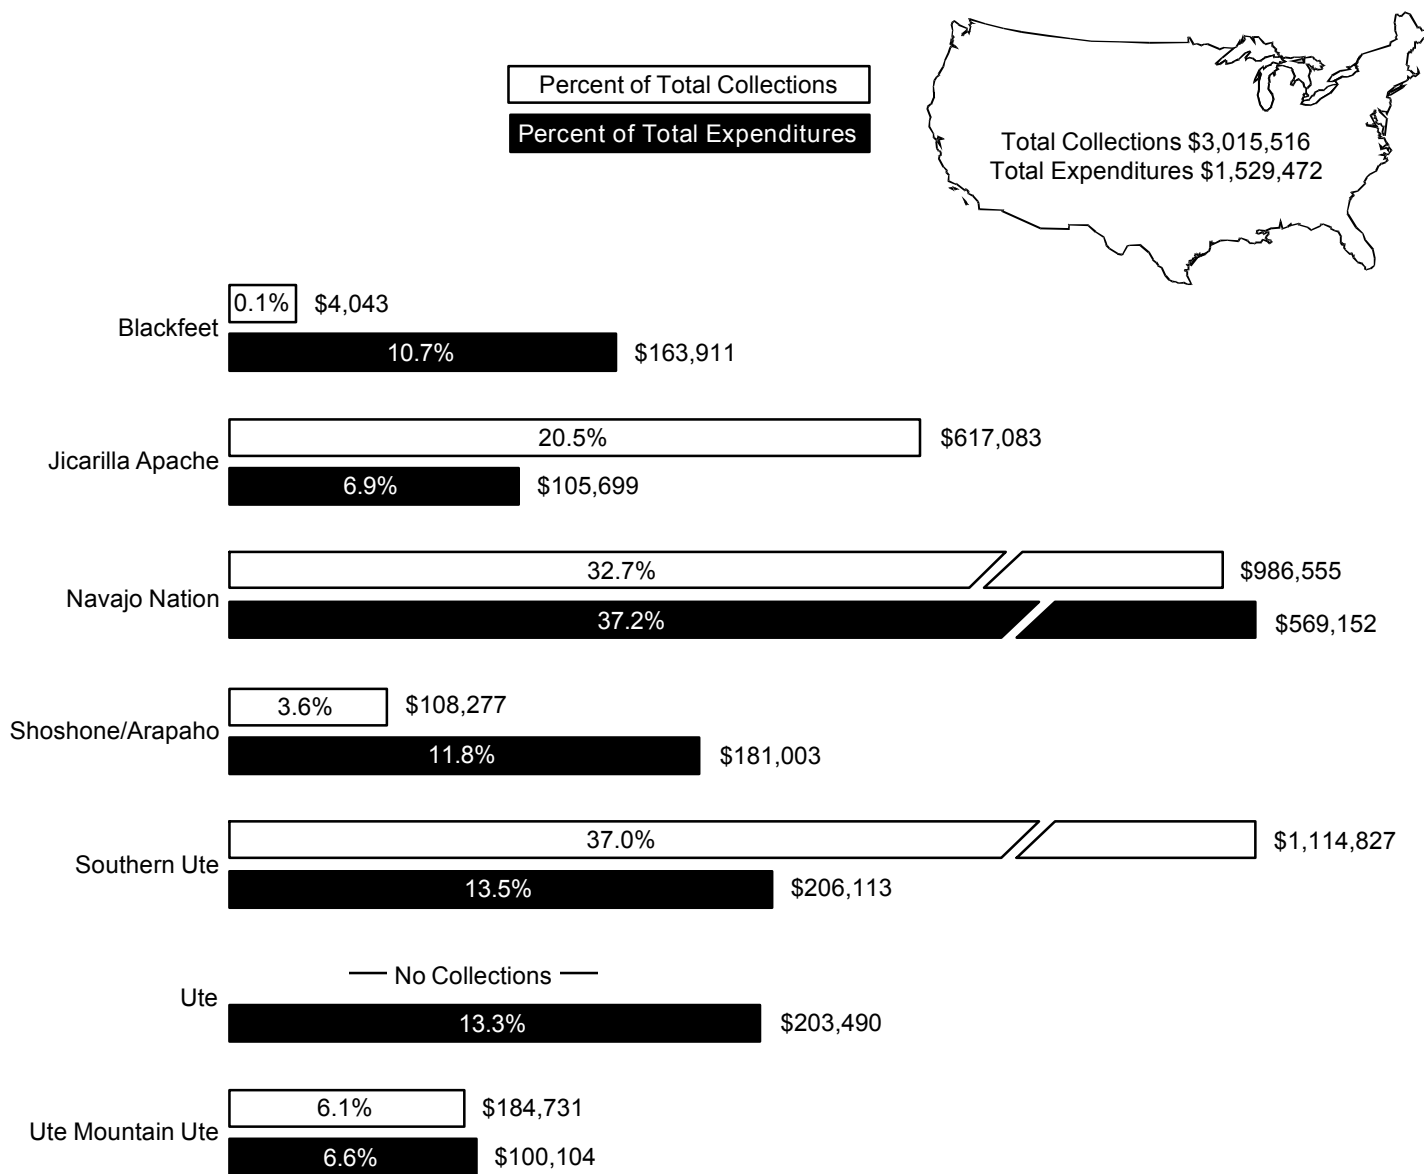 Percent of Total Collections
Percent of Total Expenditures
Total Collections $3,015,516
Total Expenditures $1,529,472
Blackfeet
0.1% $4,043
10.7% $163,911
Jicarilla Apache
20.5% $617,083
6.9% $105,699
Navajo Nation
32.7% $986,555
37.2% $569,152
Shoshone/Arapaho
3.6% $108,277
11.8% $181,003
Southern Ute
37.0% $1,114,827
13.5% $206,113
Ute
No Collections
13.3% $203,490
Ute Mountain Ute
6.1% $184,731
6.6% $100,104